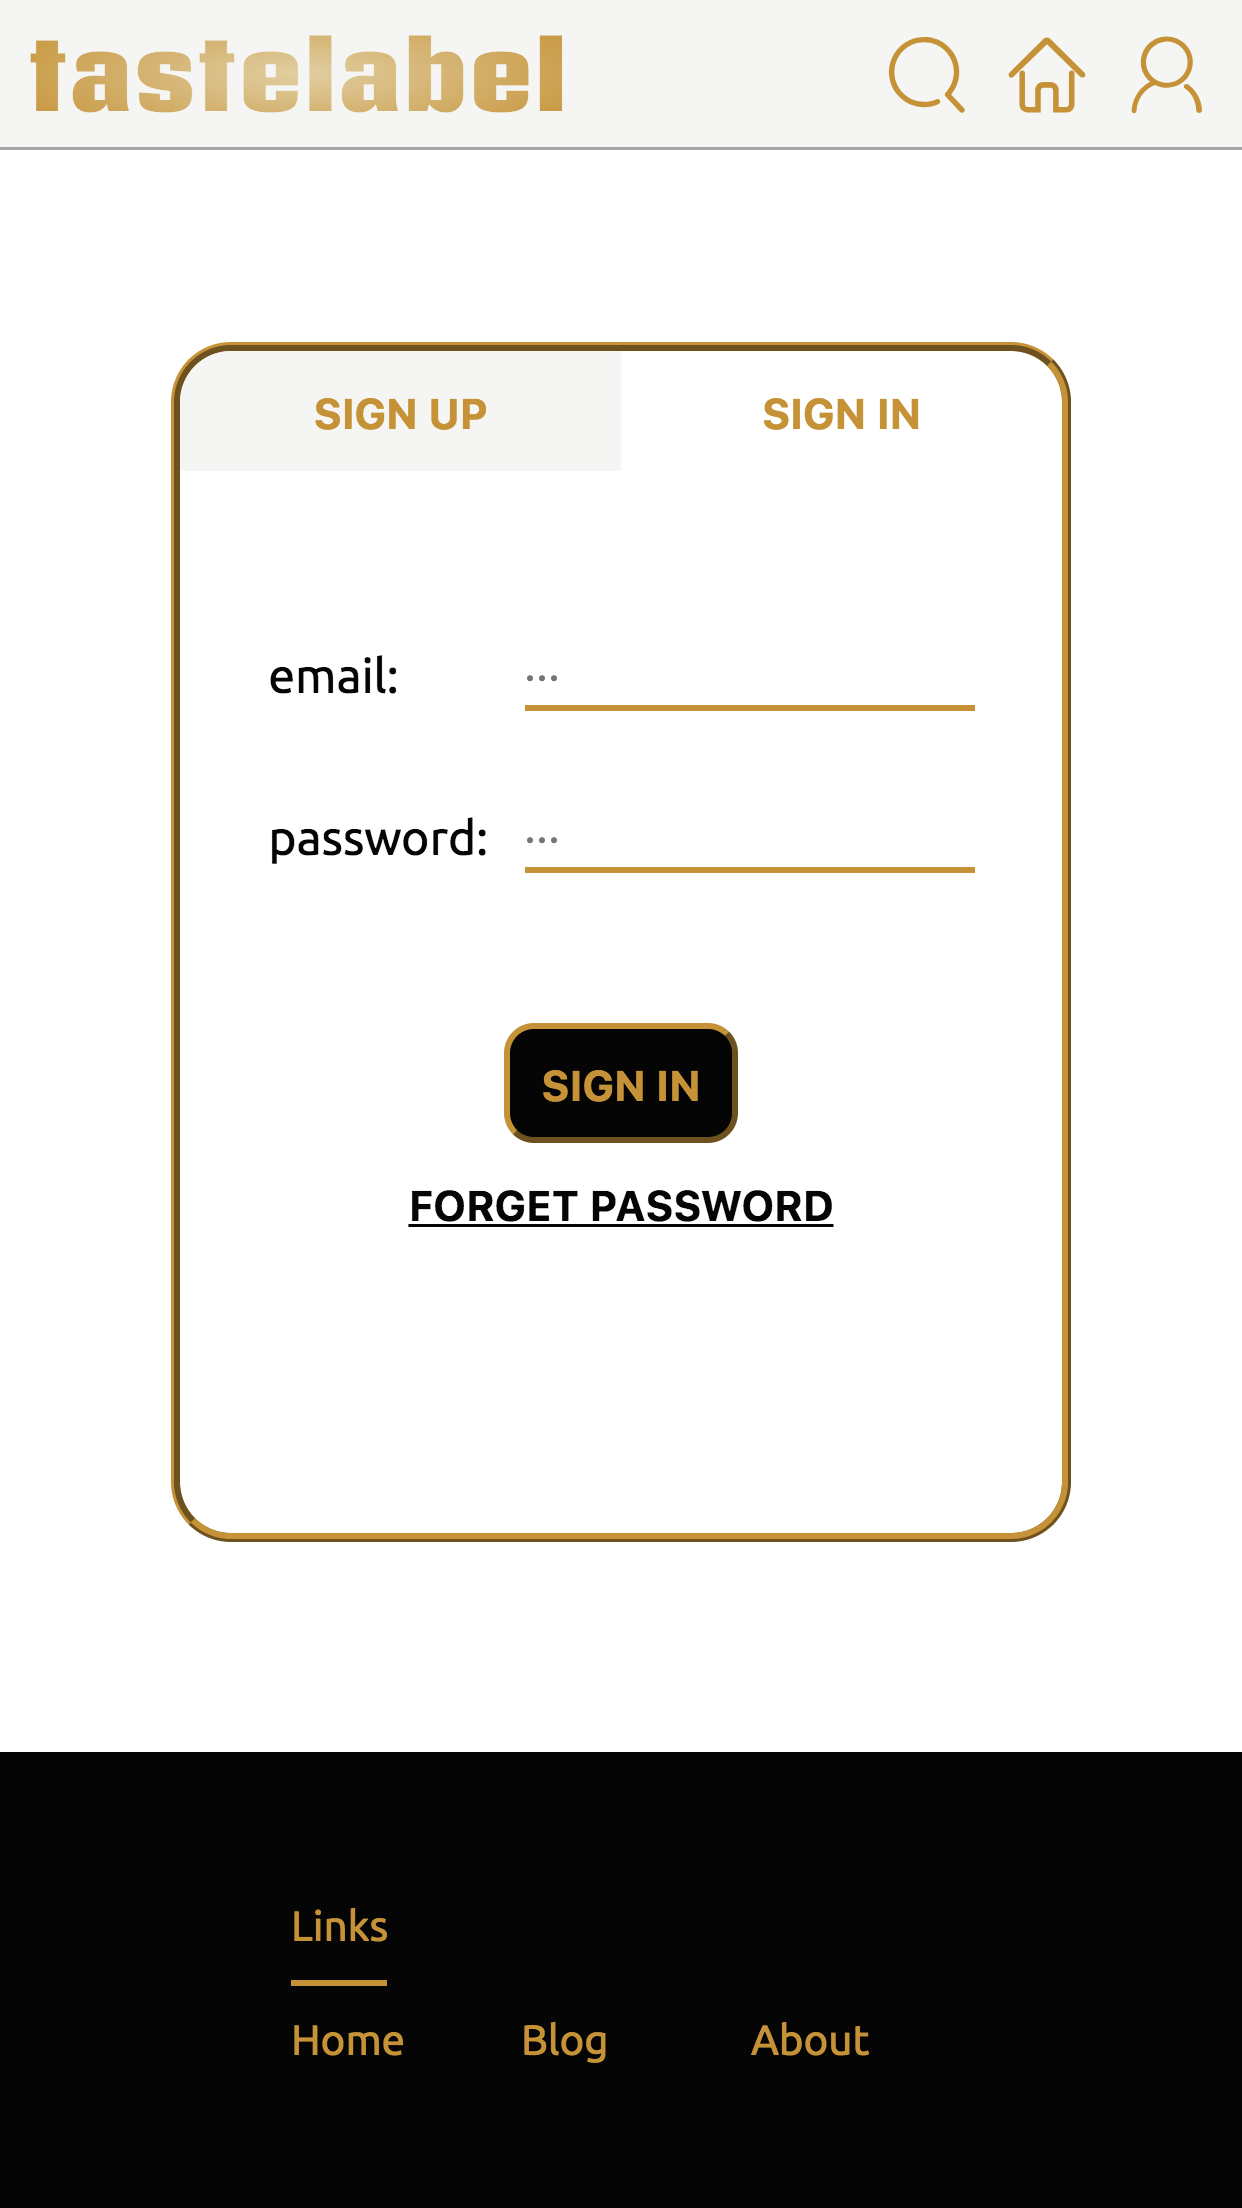 tastelabel
SIGN UP SIGN IN
email: ...
password: ...
SIGN IN
FORGET PASSWORD
Links
Home Blog About